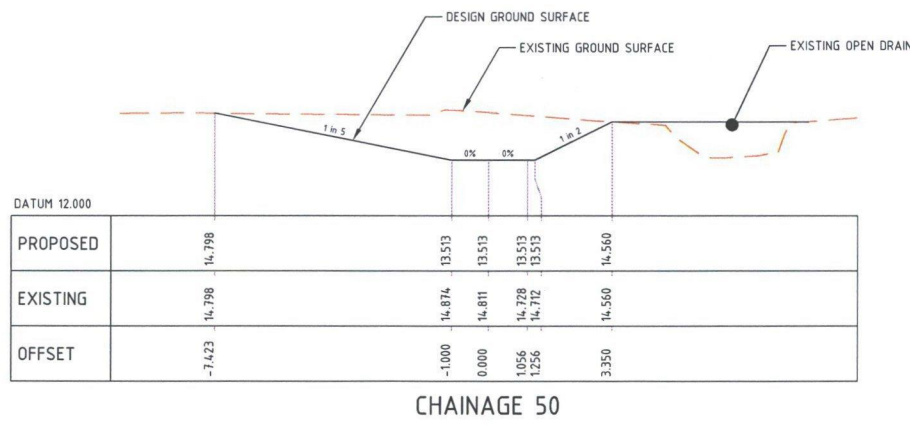 DESIGN GROUND SURFACE
EXISTING GROUND SURFACE
EXISTING OPEN DRAIN
1 in 5
0%
0%
1 in 2
DATUM 12.000
PROPOSED 14.798 13.513 13.513 13.513 13.513 14.560
EXISTING 14.798 14.874 14.811 14.728 14.712 14.560
OFFSET -7.423 -1.000 0.000 1.056 1.256 3.350
CHAINAGE 50